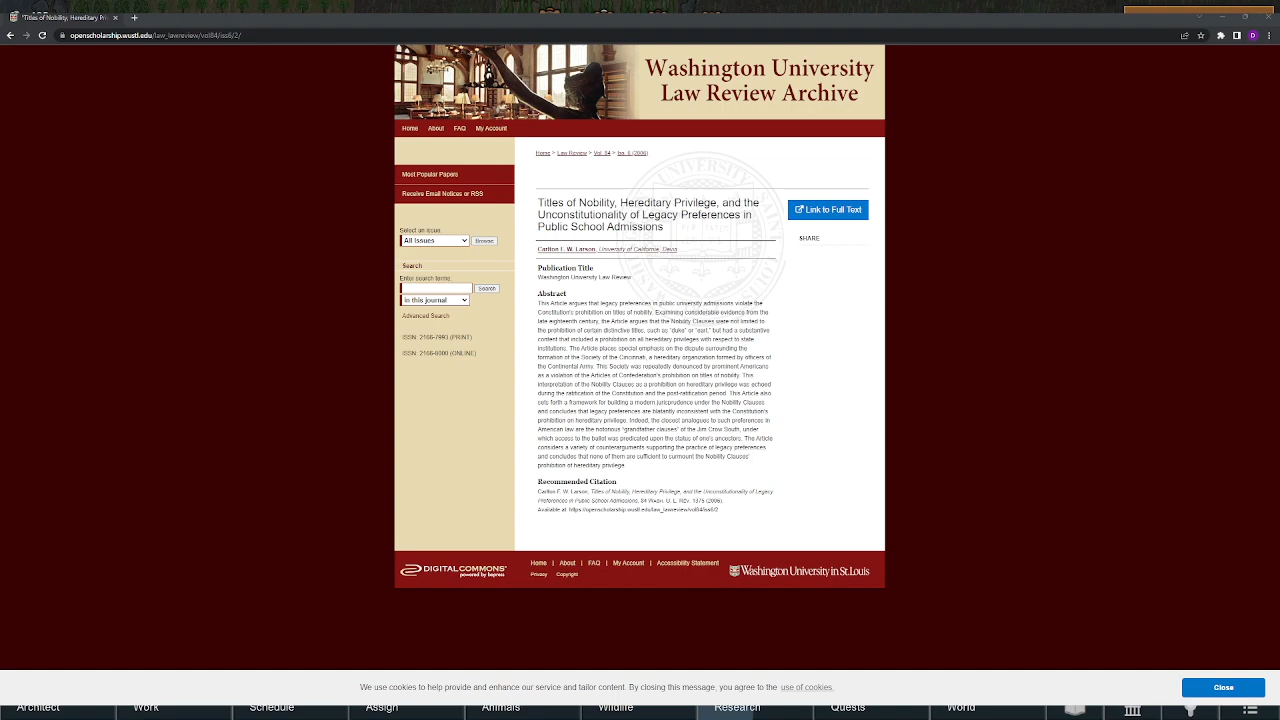 "Titles of Nobility, Hereditary Priv
openscholarship.wustl.edu/law_lawreview/vol84/iss6/2/
D
Washington University
Law Review Archive
Home About FAQ My Account
Home > Law Review > Vol. 84 > Iss. 6 (2006)
Most Popular Papers
Receive Email Notices or RSS
Select an issue:
All Issues Browse
Search
Enter search terms:
Search
in this journal
Advanced Search
ISSN: 2166-7993 (PRINT)
ISSN: 2166-8000 (ONLINE)
Titles of Nobility, Hereditary Privilege, and the
Unconstitutionality of Legacy Preferences in
Public School Admissions
Carlton F. W. Larson, University of California, Davis
Publication Title
Washington University Law Review
Abstract
This Article argues that legacy preferences in public university admissions violate the
Constitution's prohibition on titles of nobility. Examining considerable evidence from the
late eighteenth century, the Article argues that the Nobility Clauses were not limited to
the prohibition of certain distinctive titles, such as "duke" or "earl," but had a substantive
content that included a prohibition on all hereditary privileges with respect to state
institutions. The Article places special emphasis on the dispute surrounding the
formation of the Society of the Cincinnati, a hereditary organization formed by officers of
the Continental Army. This Society was repeatedly denounced by prominent Americans
as a violation of the Articles of Confederation's prohibition on titles of nobility. This
interpretation of the Nobility Clauses as a prohibition on hereditary privilege was echoed
during the ratification of the Constitution and the post-ratification period. This Article also
sets forth a framework for building a modern jurisprudence under the Nobility Clauses
and concludes that legacy preferences are blatantly inconsistent with the Constitution's
prohibition on hereditary privilege. Indeed, the closest analogues to such preferences in
American law are the notorious "grandfather clauses" of the Jim Crow South, under
which access to the ballot was predicated upon the status of one's ancestors. The Article
considers a variety of counterarguments supporting the practice of legacy preferences
and concludes that none of them are sufficient to surmount the Nobility Clauses'
prohibition of hereditary privilege.
Recommended Citation
Carlton F. W. Larson, Titles of Nobility, Hereditary Privilege, and the Unconstitutionality of Legacy
Preferences in Public School Admissions, 84 WASH. U. L. REV. 1375 (2006).
Available at: https://openscholarship.wustl.edu/law_lawreview/vol84/iss6/2
Link to Full Text
SHARE
DIGITALCOMMONS
powered by bepress
Home | About | FAQ | My Account | Accessibility Statement
Privacy Copyright
Washington University in St. Louis
We use cookies to help provide and enhance our service and tailor content. By closing this message, you agree to the use of cookies.
Close
Architect Work Schedule Assign Animals Wildlife Research Quests World